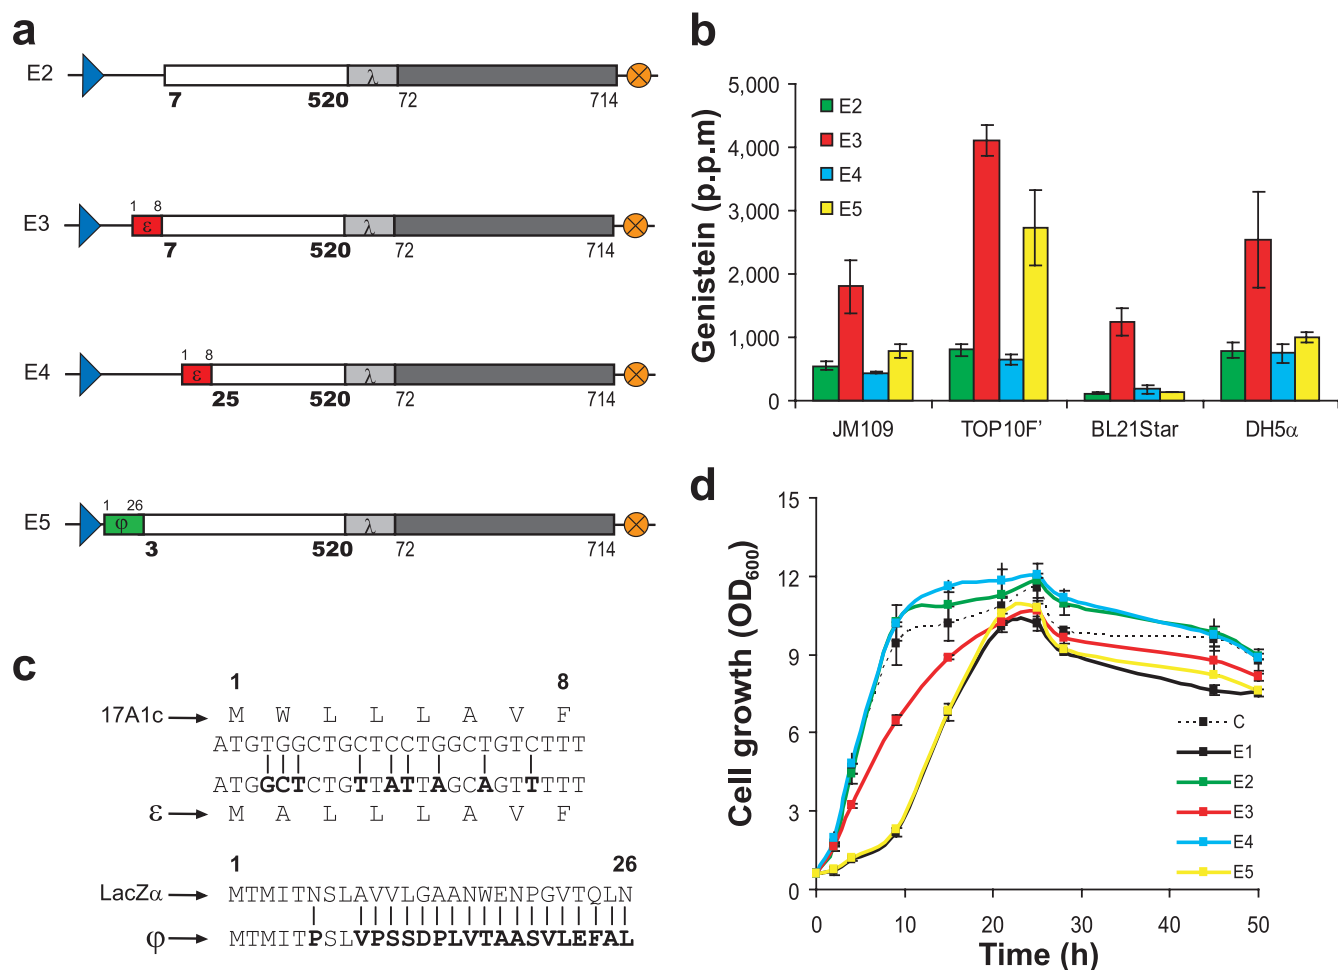 a
E2
λ
7
520
72
714
E3
1 8
ε
λ
7
520
72
714
E4
1 8
ε
λ
25
520
72
714
E5
1 26
φ
λ
3
520
72
714
b
Genistein (p.p.m)
5,000
4,000
3,000
2,000
1,000
0
E2
E3
E4
E5
JM109
TOP10F'
BL21Star
DH5α
c
1 8
17A1c M W L L L A V F
ATGTGGCTGCTCCTGGCTGTCTTT
ATGGCTCTGTTATTAGCAGTTTTT
ε M A L L L A V F
1 26
LacZα MTMITNSLAVVLGAANWENPGVTQLN
φ MTMITPSLVPSSDPLVTAASVLEFAL
d
Cell growth (OD600)
15
12
9
6
3
0
C
E1
E2
E3
E4
E5
0 10 20 30 40 50
Time (h)